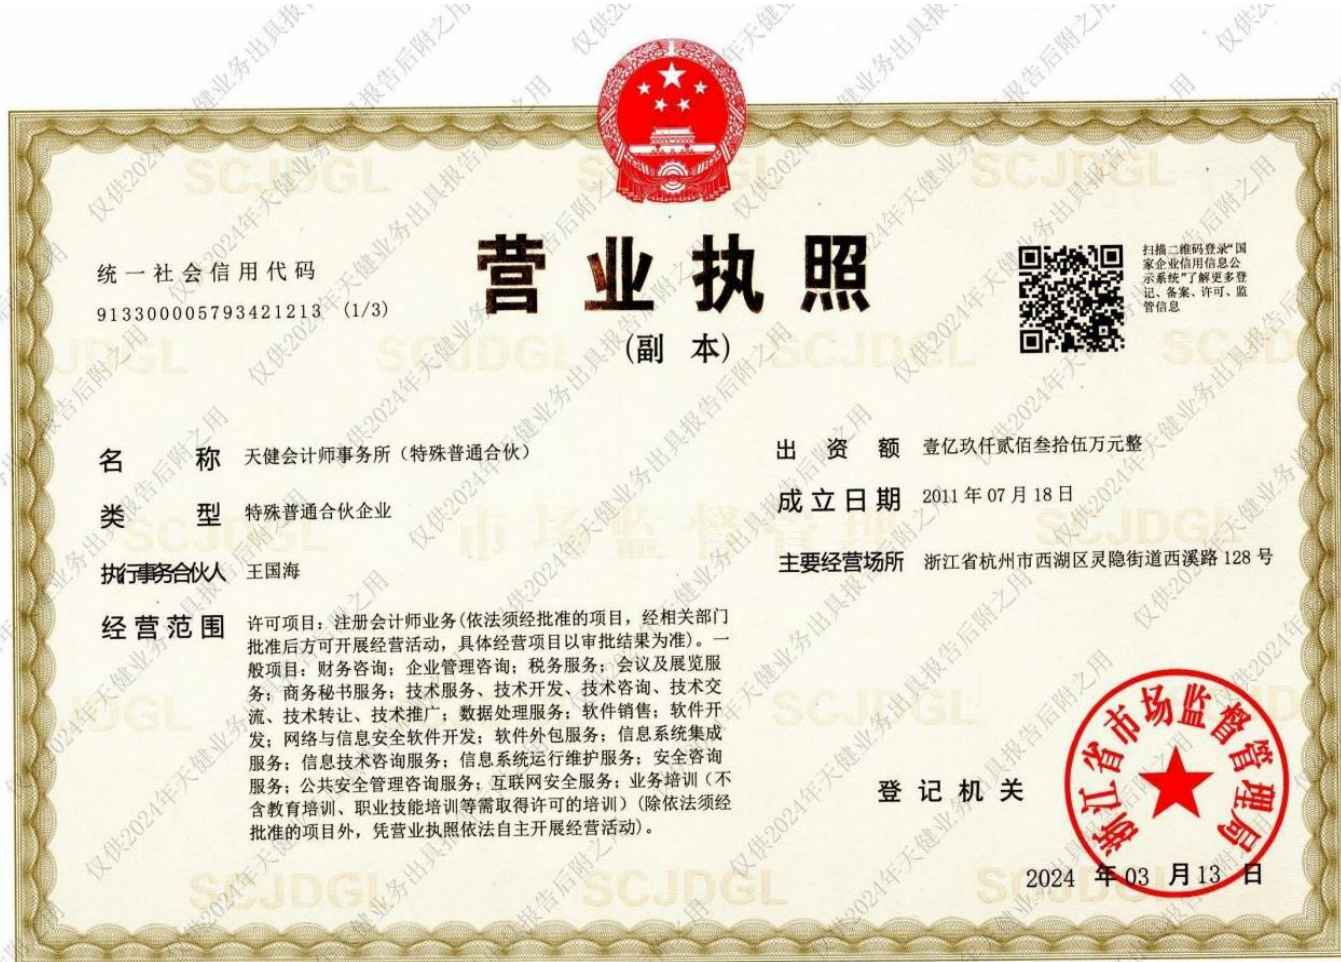 营业执照
(副 本)
统一社会信用代码
913300005793421213 (1/3)
扫描二维码登录“国
家企业信用信息公
示系统”了解更多登
记、备案、许可、监
管信息
名 称 天健会计师事务所（特殊普通合伙）
类 型 特殊普通合伙企业
执行事务合伙人 王国海
经营范围 许可项目：注册会计师业务(依法须经批准的项目，经相关部门
批准后方可开展经营活动，具体经营项目以审批结果为准)。一
般项目：财务咨询；企业管理咨询；税务服务；会议及展览服
务；商务秘书服务；技术服务、技术开发、技术咨询、技术交
流、技术转让、技术推广；数据处理服务；软件销售；软件开
发；网络与信息安全软件开发；软件外包服务；信息系统集成
服务；信息技术咨询服务；信息系统运行维护服务；安全咨询
服务；公共安全管理咨询服务；互联网安全服务；业务培训（不
含教育培训、职业技能培训等需取得许可的培训）(除依法须经
批准的项目外，凭营业执照依法自主开展经营活动)。
出 资 额 壹亿玖仟贰佰叁拾伍万元整
成立日期 2011年07月18日
主要经营场所 浙江省杭州市西湖区灵隐街道西溪路128号
登记机关
浙江省市场监督管理局
2024 年 03 月 13 日
SCJDGL
市场监督管理
仅供2024年天健业务出具报告后附之用